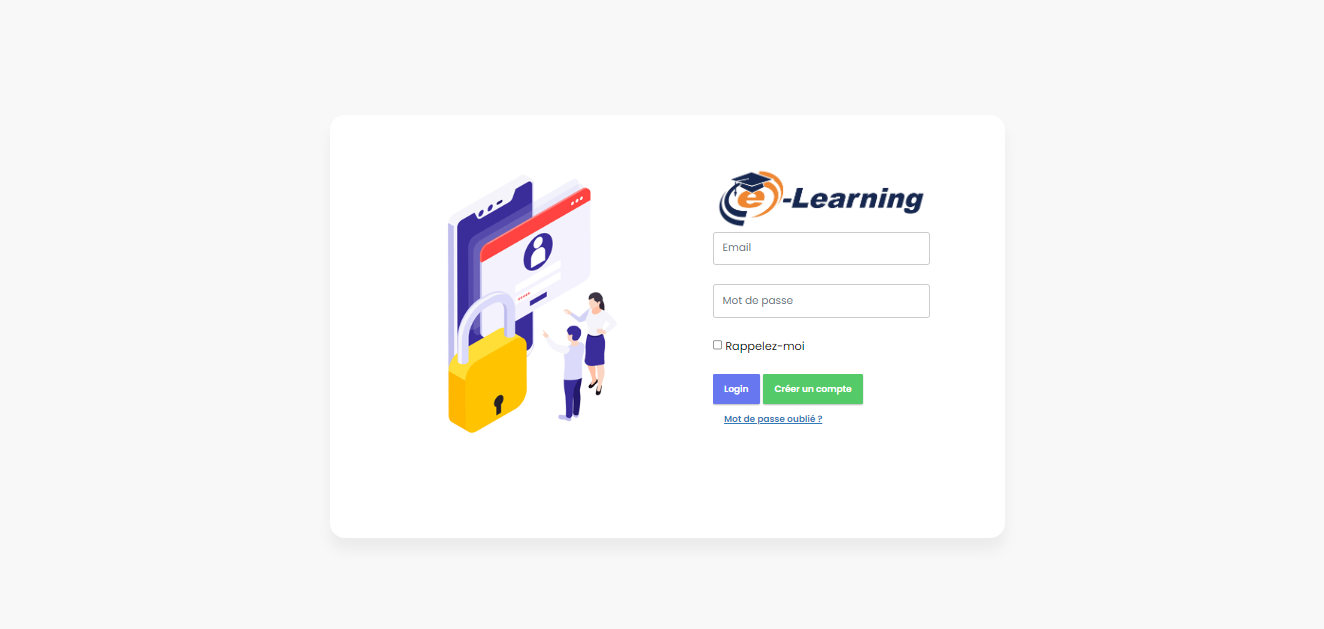 e-Learning
Email
Mot de passe
Rappelez-moi
Login Créer un compte
Mot de passe oublié ?